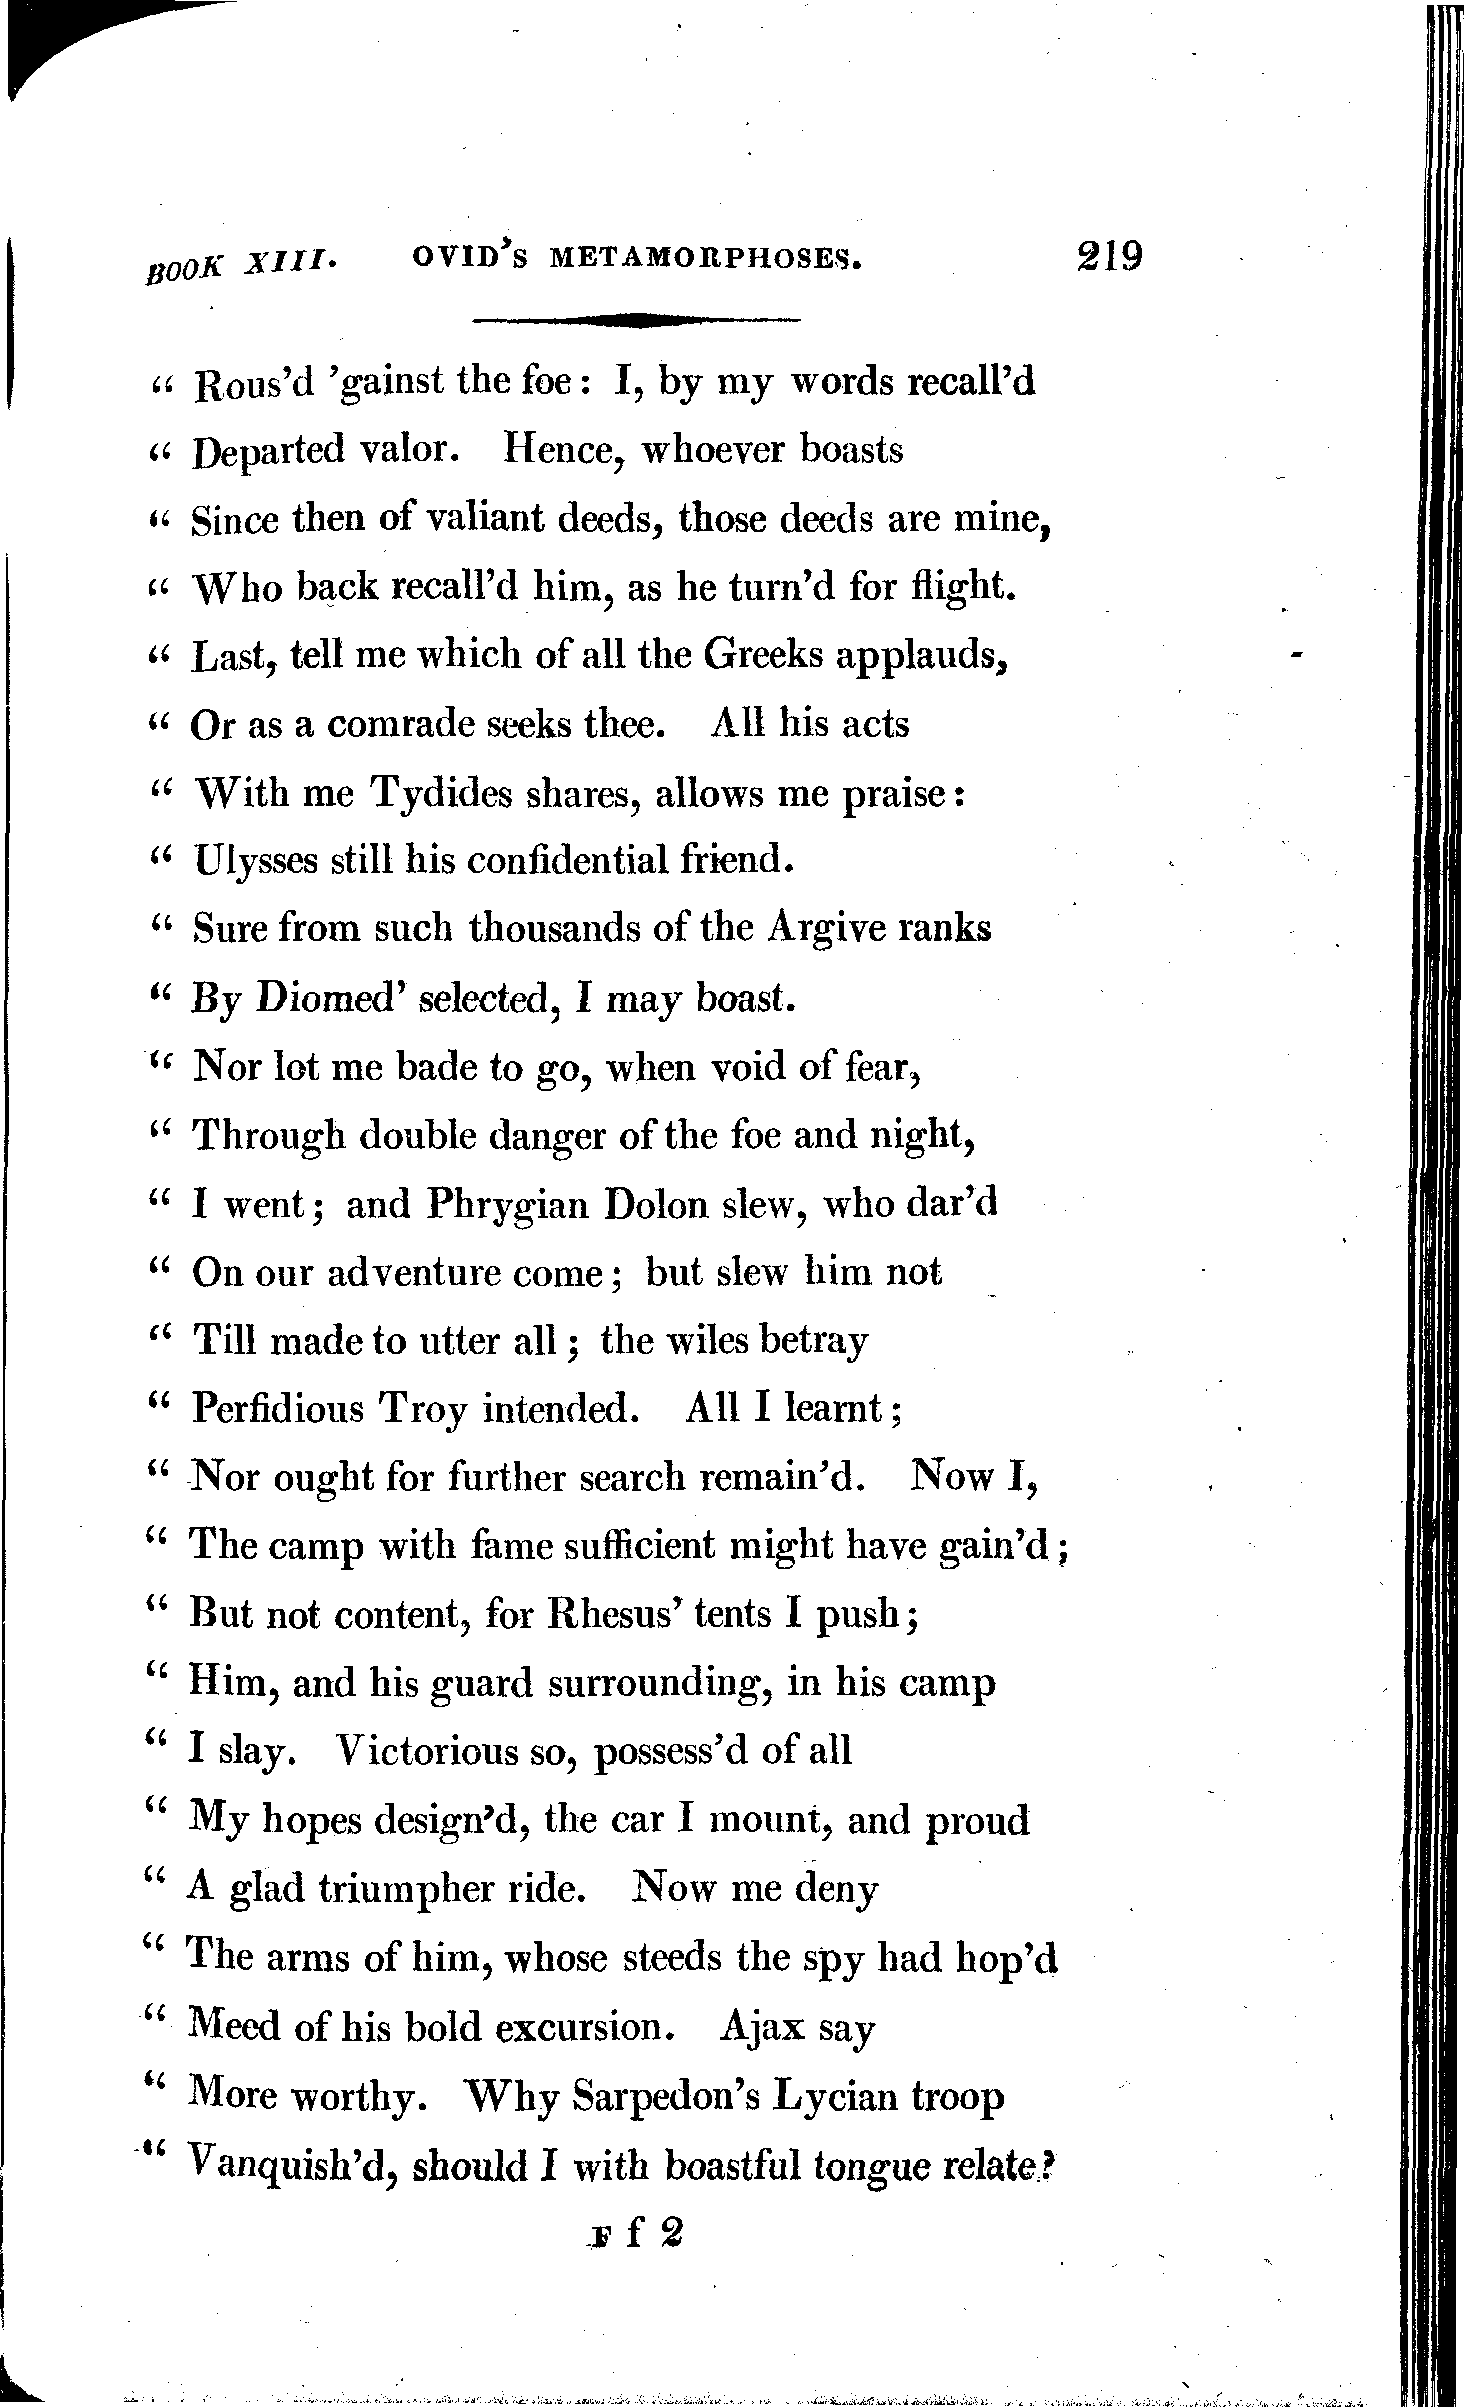 BOOK XIII. OVID'S METAMORPHOSES. 219
“ Rous’d ’gainst the foe: I, by my words recall’d
“ Departed valor. Hence, whoever boasts
“ Since then of valiant deeds, those deeds are mine,
“ Who back recall’d him, as he turn’d for flight.
“ Last, tell me which of all the Greeks applauds,
“ Or as a comrade seeks thee. All his acts
“ With me Tydides shares, allows me praise:
“ Ulysses still his confidential friend.
“ Sure from such thousands of the Argive ranks
“ By Diomed’ selected, I may boast.
“ Nor lot me bade to go, when void of fear,
“ Through double danger of the foe and night,
“ I went; and Phrygian Dolon slew, who dar’d
“ On our adventure come; but slew him not
“ Till made to utter all; the wiles betray
“ Perfidious Troy intended. All I learnt;
“ Nor ought for further search remain’d. Now I,
“ The camp with fame sufficient might have gain’d;
“ But not content, for Rhesus’ tents I push;
“ Him, and his guard surrounding, in his camp
“ I slay. Victorious so, possess’d of all
“ My hopes design’d, the car I mount, and proud
“ A glad triumpher ride. Now me deny
“ The arms of him, whose steeds the spy had hop’d
“ Meed of his bold excursion. Ajax say
“ More worthy. Why Sarpedon’s Lycian troop
“ Vanquish’d, should I with boastful tongue relate?
F f 2